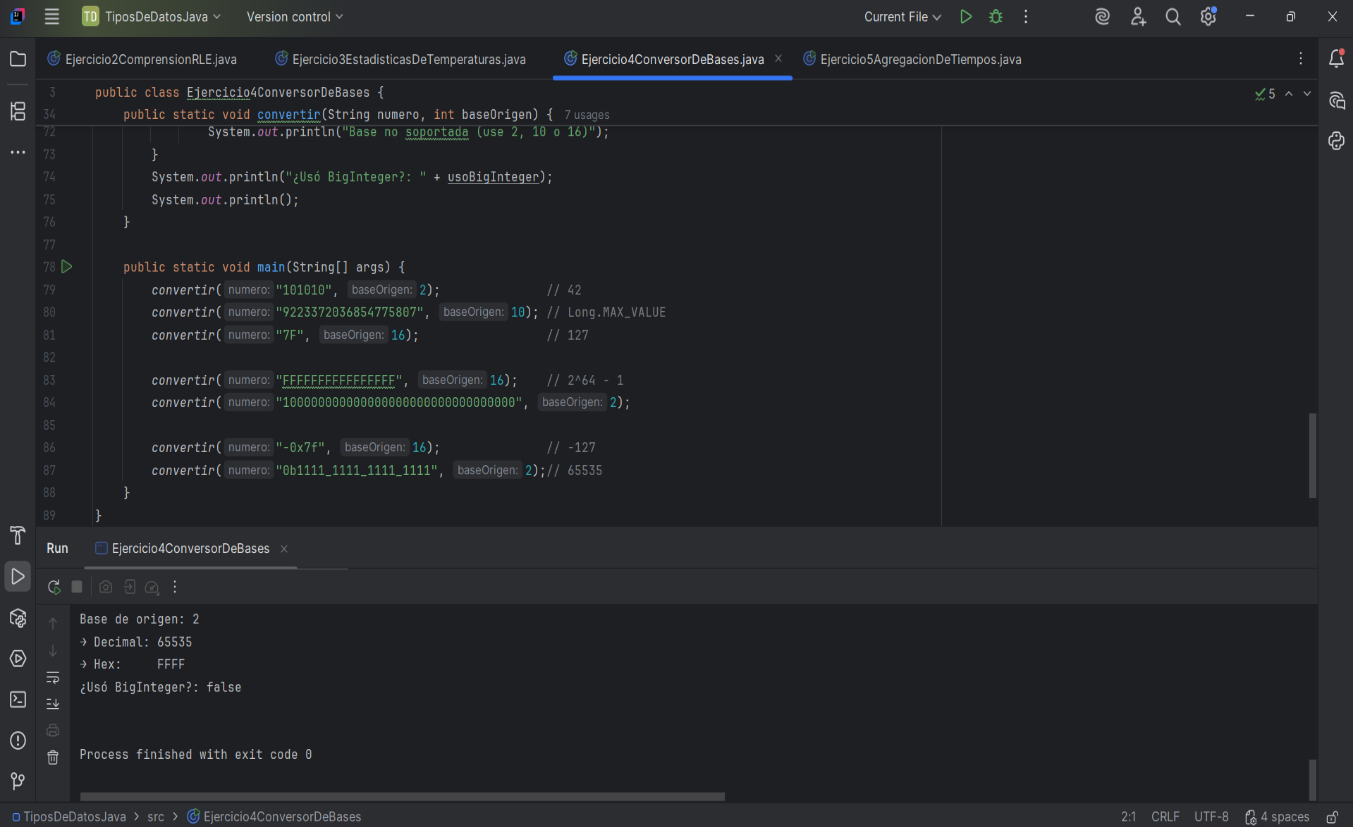 TD TiposDeDatosJava Version control Current File
Ejercicio2ComprensionRLE.java Ejercicio3EstadisticasDeTemperaturas.java Ejercicio4ConversorDeBases.java Ejercicio5AgregacionDeTiempos.java
3 public class Ejercicio4ConversorDeBases { 5
34 public static void convertir(String numero, int baseOrigen) { 7 usages
72 System.out.println("Base no soportada (use 2, 10 o 16)");
73 }
74 System.out.println("¿Usó BigInteger?: " + usoBigInteger);
75 System.out.println();
76 }
77
78 public static void main(String[] args) {
79 convertir( numero: "101010", baseOrigen: 2); // 42
80 convertir( numero: "9223372036854775807", baseOrigen: 10); // Long.MAX_VALUE
81 convertir( numero: "7F", baseOrigen: 16); // 127
82
83 convertir( numero: "FFFFFFFFFFFFFFFF", baseOrigen: 16); // 2^64 - 1
84 convertir( numero: "100000000000000000000000000000000", baseOrigen: 2);
85
86 convertir( numero: "-0x7f", baseOrigen: 16); // -127
87 convertir( numero: "0b1111_1111_1111_1111", baseOrigen: 2);// 65535
88 }
89 }
Run Ejercicio4ConversorDeBases
Base de origen: 2
→ Decimal: 65535
→ Hex: FFFF
¿Usó BigInteger?: false
Process finished with exit code 0
TiposDeDatosJava > src > Ejercicio4ConversorDeBases 2:1 CRLF UTF-8 4 spaces